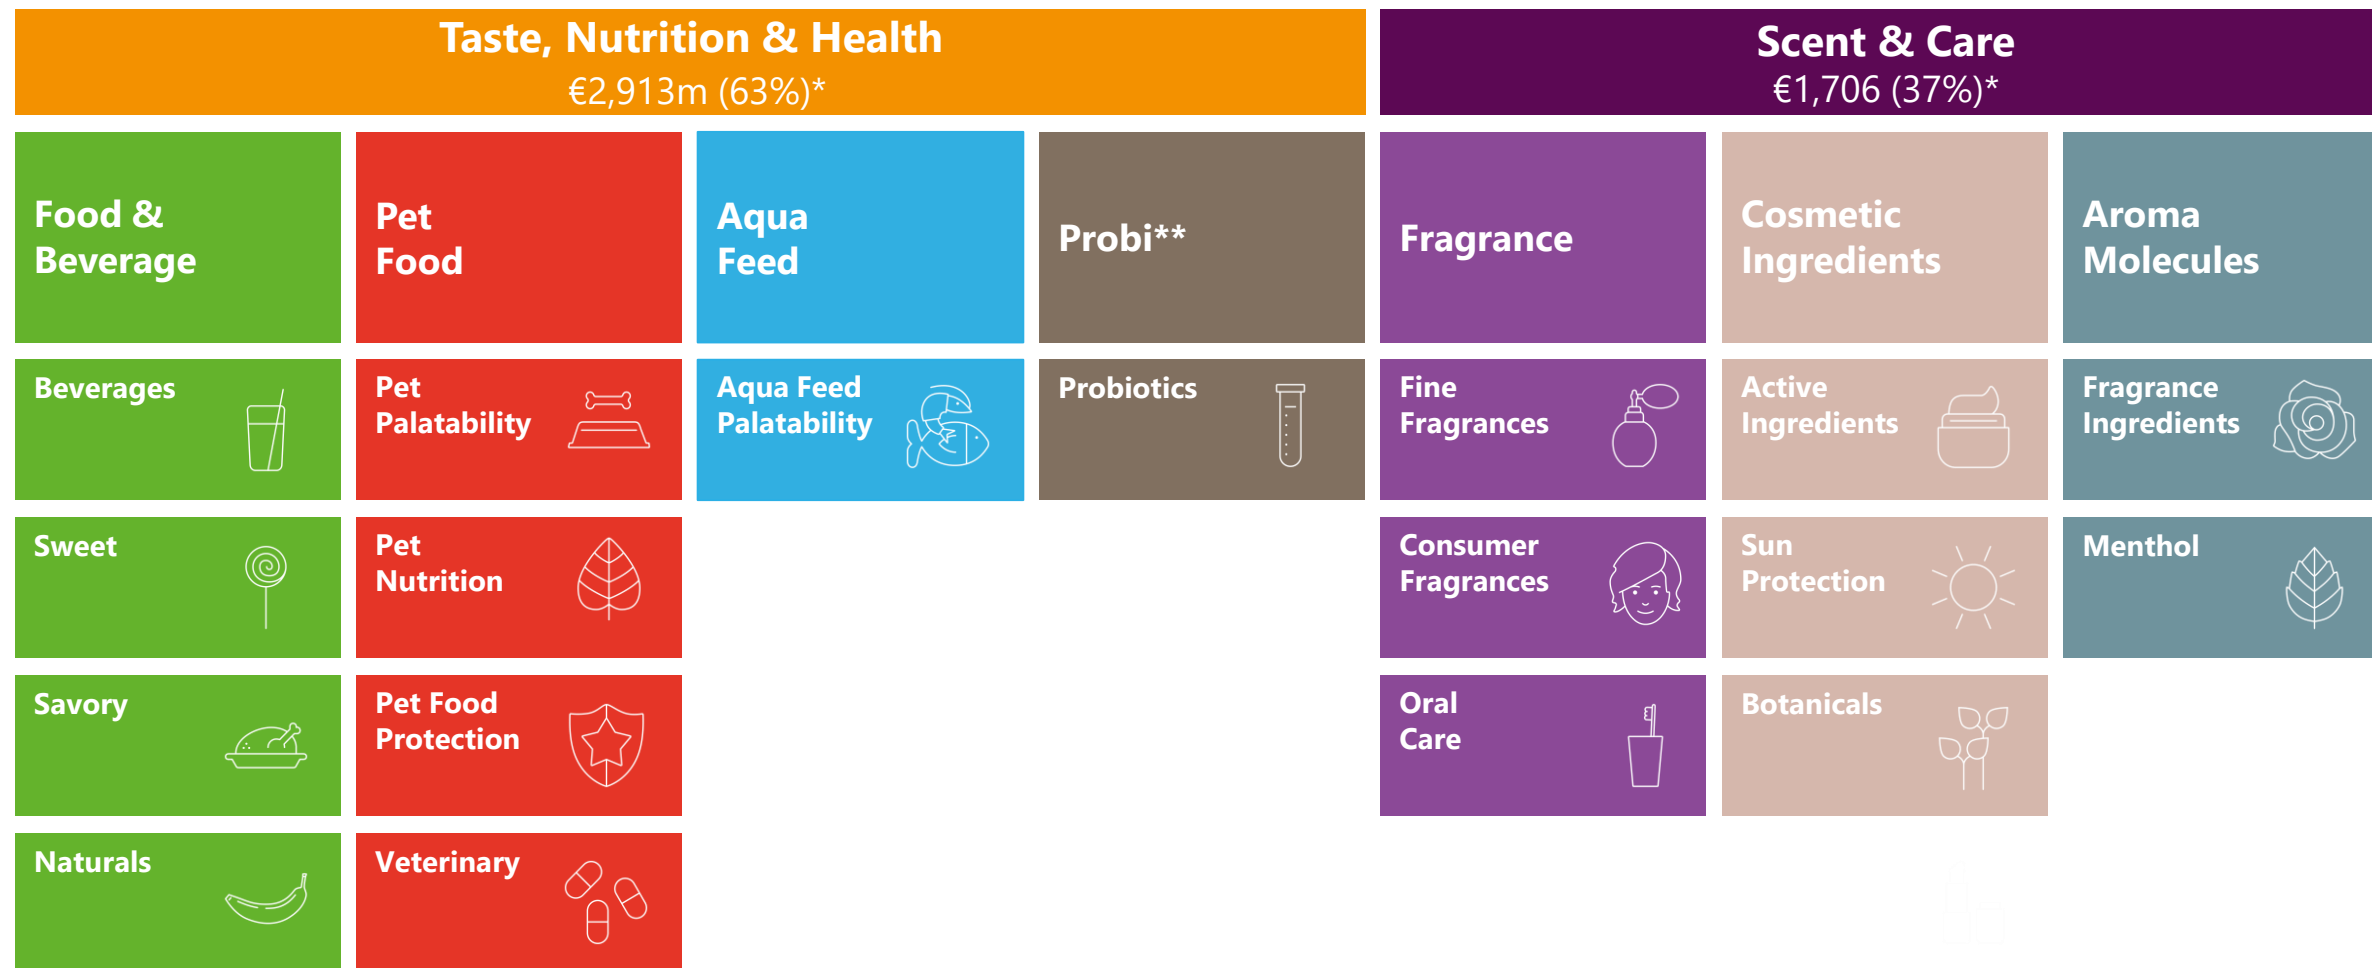 Taste, Nutrition & Health
€2,913m (63%)*
Scent & Care
€1,706 (37%)*
Food &
Beverage
Pet
Food
Aqua
Feed
Probi**
Fragrance
Cosmetic
Ingredients
Aroma
Molecules
Beverages
Pet
Palatability
Aqua Feed
Palatability
Probiotics
Fine
Fragrances
Active
Ingredients
Fragrance
Ingredients
Sweet
Pet
Nutrition
Consumer
Fragrances
Sun
Protection
Menthol
Savory
Pet Food
Protection
Oral
Care
Botanicals
Naturals
Veterinary